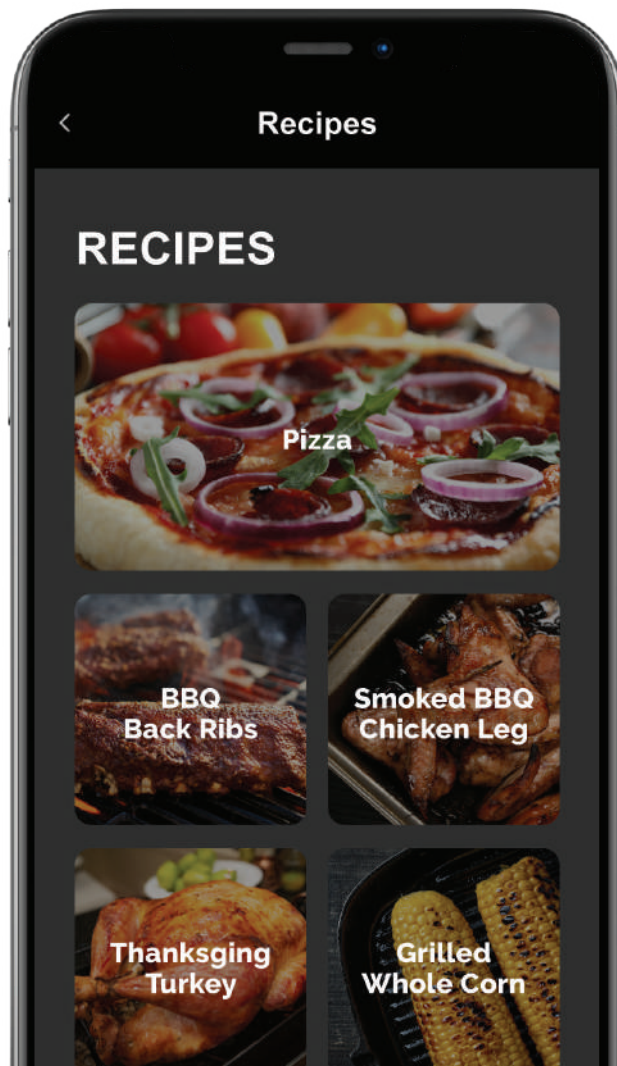 Recipes
RECIPES
Pizza
BBQ
Back Ribs
Smoked BBQ
Chicken Leg
Thanksging
Turkey
Grilled
Whole Corn